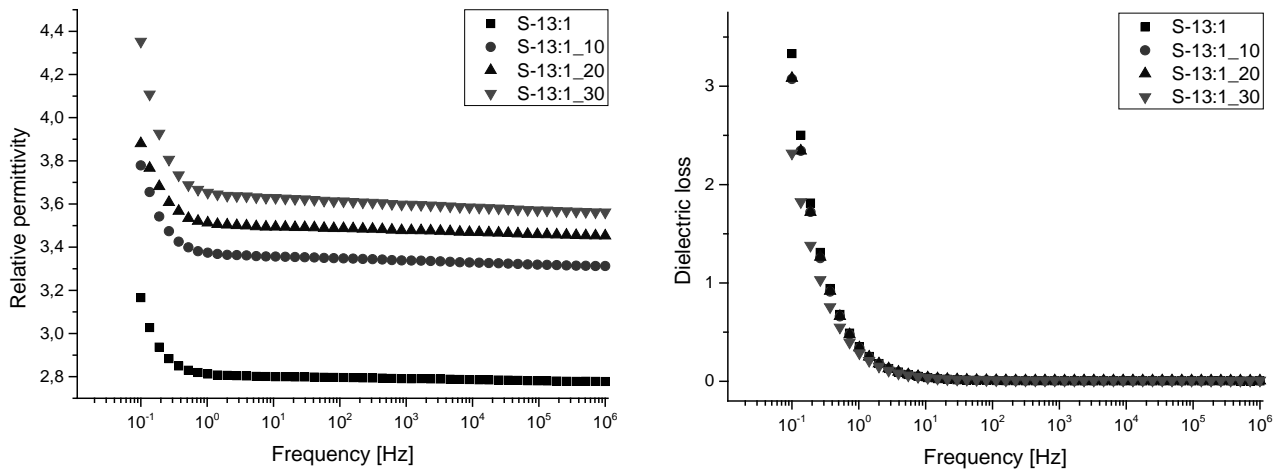 4,4
4,2
4,0
3,8
3,6
3,4
3,2
3,0
2,8
Relative permittivity
S-13:1
S-13:1_10
S-13:1_20
S-13:1_30
10⁻¹ 10⁰ 10¹ 10² 10³ 10⁴ 10⁵ 10⁶
Frequency [Hz]
3
2
1
0
Dielectric loss
S-13:1
S-13:1_10
S-13:1_20
S-13:1_30
10⁻¹ 10⁰ 10¹ 10² 10³ 10⁴ 10⁵ 10⁶
Frequency [Hz]